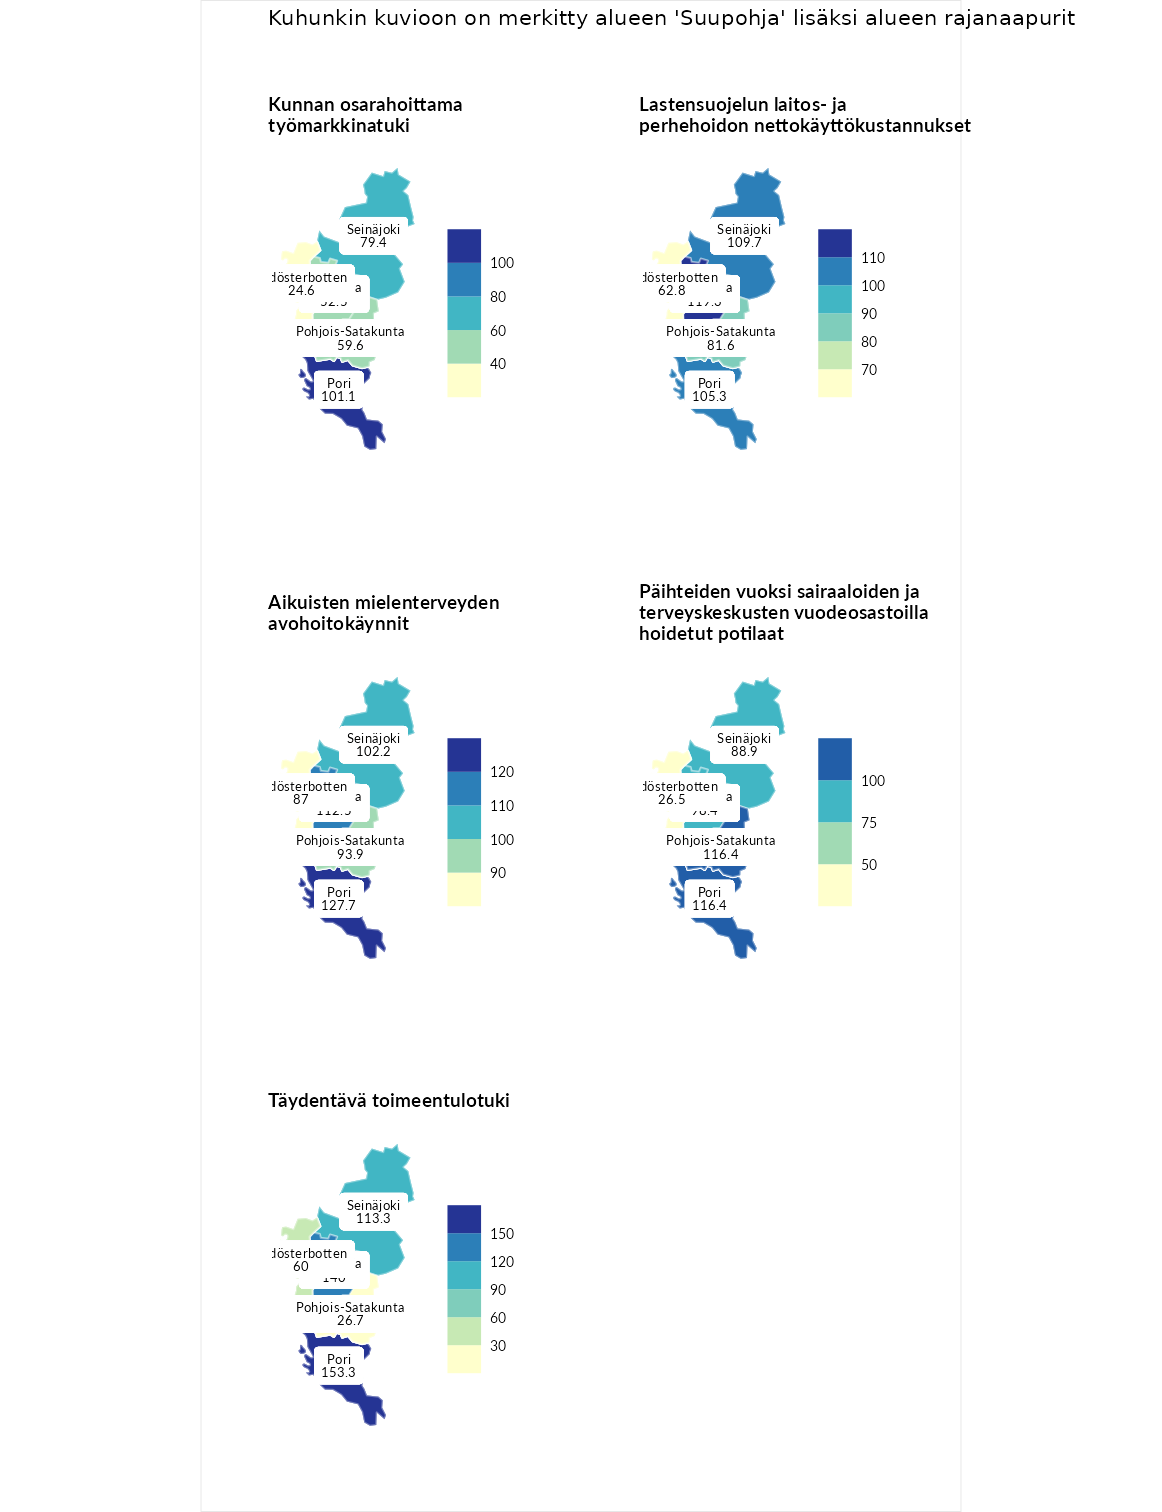 Kuhunkin kuvioon on merkitty alueen 'Suupohja' lisäksi alueen rajanaapurit
Kunnan osarahoittama
työmarkkinatuki
Seinäjoki
79.4
dösterbotten
a
24.6
Pohjois-Satakunta
59.6
Pori
101.1
100
80
60
40
Lastensuojelun laitos- ja
perhehoidon nettokäyttökustannukset
Seinäjoki
109.7
dösterbotten
a
62.8
Pohjois-Satakunta
81.6
Pori
105.3
110
100
90
80
70
Aikuisten mielenterveyden
avohoitokäynnit
Seinäjoki
102.2
dösterbotten
a
87
Pohjois-Satakunta
93.9
Pori
127.7
120
110
100
90
Päihteiden vuoksi sairaaloiden ja
terveyskeskusten vuodeosastoilla
hoidetut potilaat
Seinäjoki
88.9
dösterbotten
a
26.5
Pohjois-Satakunta
116.4
Pori
116.4
100
75
50
Täydentävä toimeentulotuki
Seinäjoki
113.3
dösterbotten
a
60
Pohjois-Satakunta
26.7
Pori
153.3
150
120
90
60
30